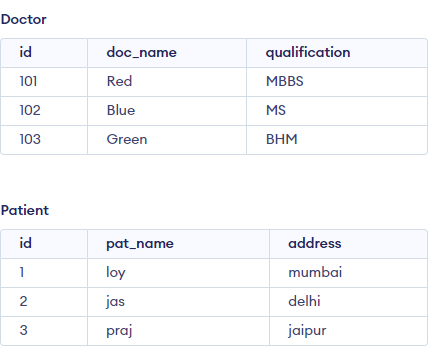 Doctor
id doc_name qualification
101 Red MBBS
102 Blue MS
103 Green BHM
Patient
id pat_name address
1 loy mumbai
2 jas delhi
3 praj jaipur